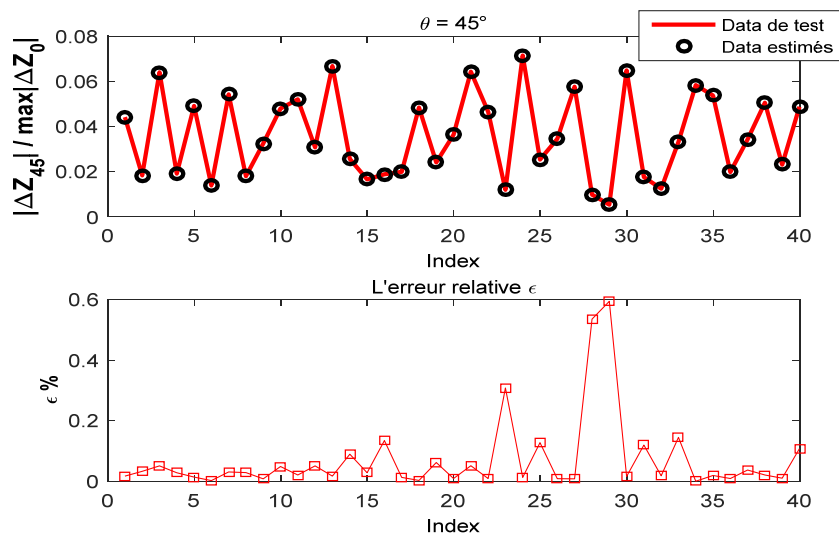 θ = 45°
Data de test
Data estimés
|ΔZ45| / max|ΔZ0|
0.08
0.06
0.04
0.02
0
0 5 10 15 20 25 30 35 40
Index
L'erreur relative ϵ
ϵ %
0.6
0.4
0.2
0
0 5 10 15 20 25 30 35 40
Index